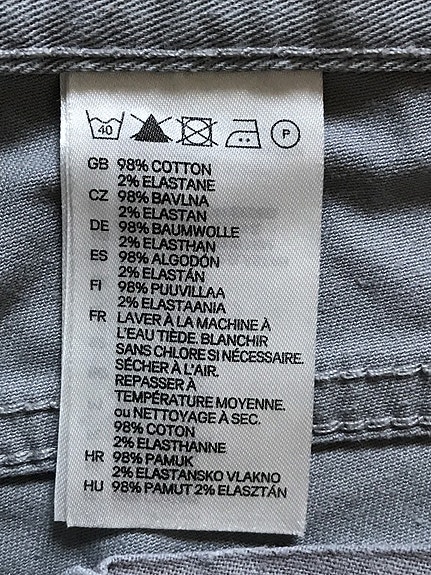 40 P
GB 98% COTTON
2% ELASTANE
CZ 98% BAVLNA
2% ELASTAN
DE 98% BAUMWOLLE
2% ELASTHAN
ES 98% ALGODÓN
2% ELASTÁN
FI 98% PUUVILLAA
2% ELASTAANIA
FR LAVER À LA MACHINE À
L'EAU TIÈDE. BLANCHIR
SANS CHLORE SI NÉCESSAIRE.
SÉCHER À L'AIR.
REPASSER À
TEMPÉRATURE MOYENNE.
ou NETTOYAGE À SEC.
98% COTON
2% ELASTHANNE
HR 98% PAMUK
2% ELASTANSKO VLAKNO
HU 98% PAMUT 2% ELASZTÁN